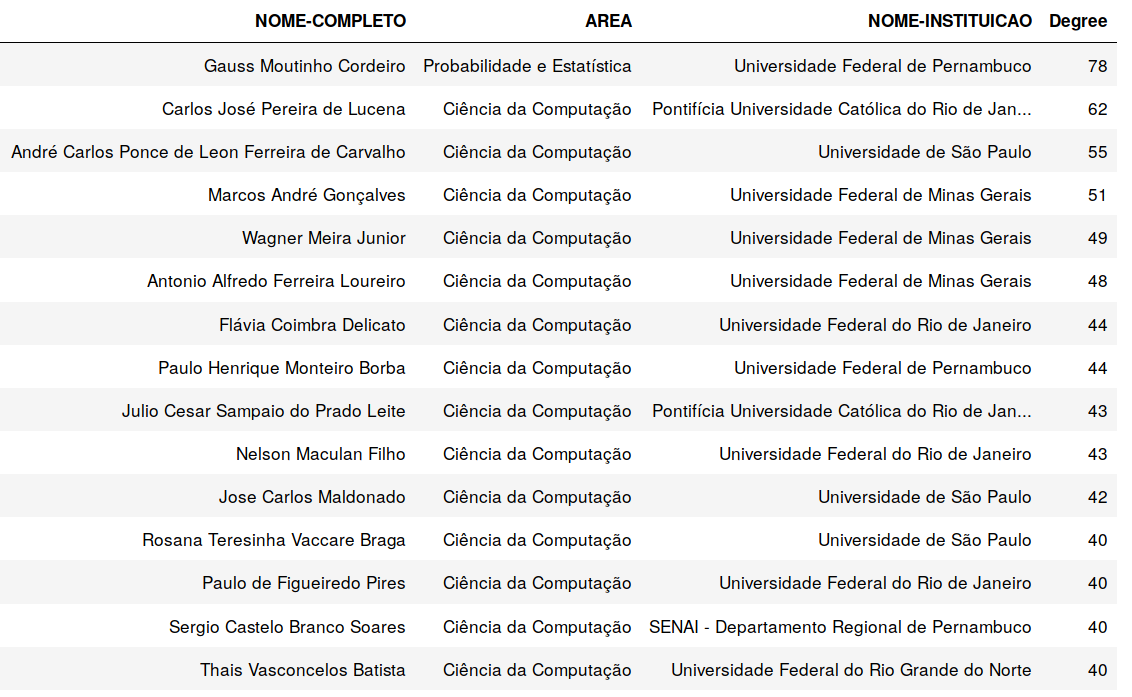 NOME-COMPLETO AREA NOME-INSTITUICAO Degree
Gauss Moutinho Cordeiro Probabilidade e Estatística Universidade Federal de Pernambuco 78
Carlos José Pereira de Lucena Ciência da Computação Pontifícia Universidade Católica do Rio de Jan... 62
André Carlos Ponce de Leon Ferreira de Carvalho Ciência da Computação Universidade de São Paulo 55
Marcos André Gonçalves Ciência da Computação Universidade Federal de Minas Gerais 51
Wagner Meira Junior Ciência da Computação Universidade Federal de Minas Gerais 49
Antonio Alfredo Ferreira Loureiro Ciência da Computação Universidade Federal de Minas Gerais 48
Flávia Coimbra Delicato Ciência da Computação Universidade Federal do Rio de Janeiro 44
Paulo Henrique Monteiro Borba Ciência da Computação Universidade Federal de Pernambuco 44
Julio Cesar Sampaio do Prado Leite Ciência da Computação Pontifícia Universidade Católica do Rio de Jan... 43
Nelson Maculan Filho Ciência da Computação Universidade Federal do Rio de Janeiro 43
Jose Carlos Maldonado Ciência da Computação Universidade de São Paulo 42
Rosana Teresinha Vaccare Braga Ciência da Computação Universidade de São Paulo 40
Paulo de Figueiredo Pires Ciência da Computação Universidade Federal do Rio de Janeiro 40
Sergio Castelo Branco Soares Ciência da Computação SENAI - Departamento Regional de Pernambuco 40
Thais Vasconcelos Batista Ciência da Computação Universidade Federal do Rio Grande do Norte 40